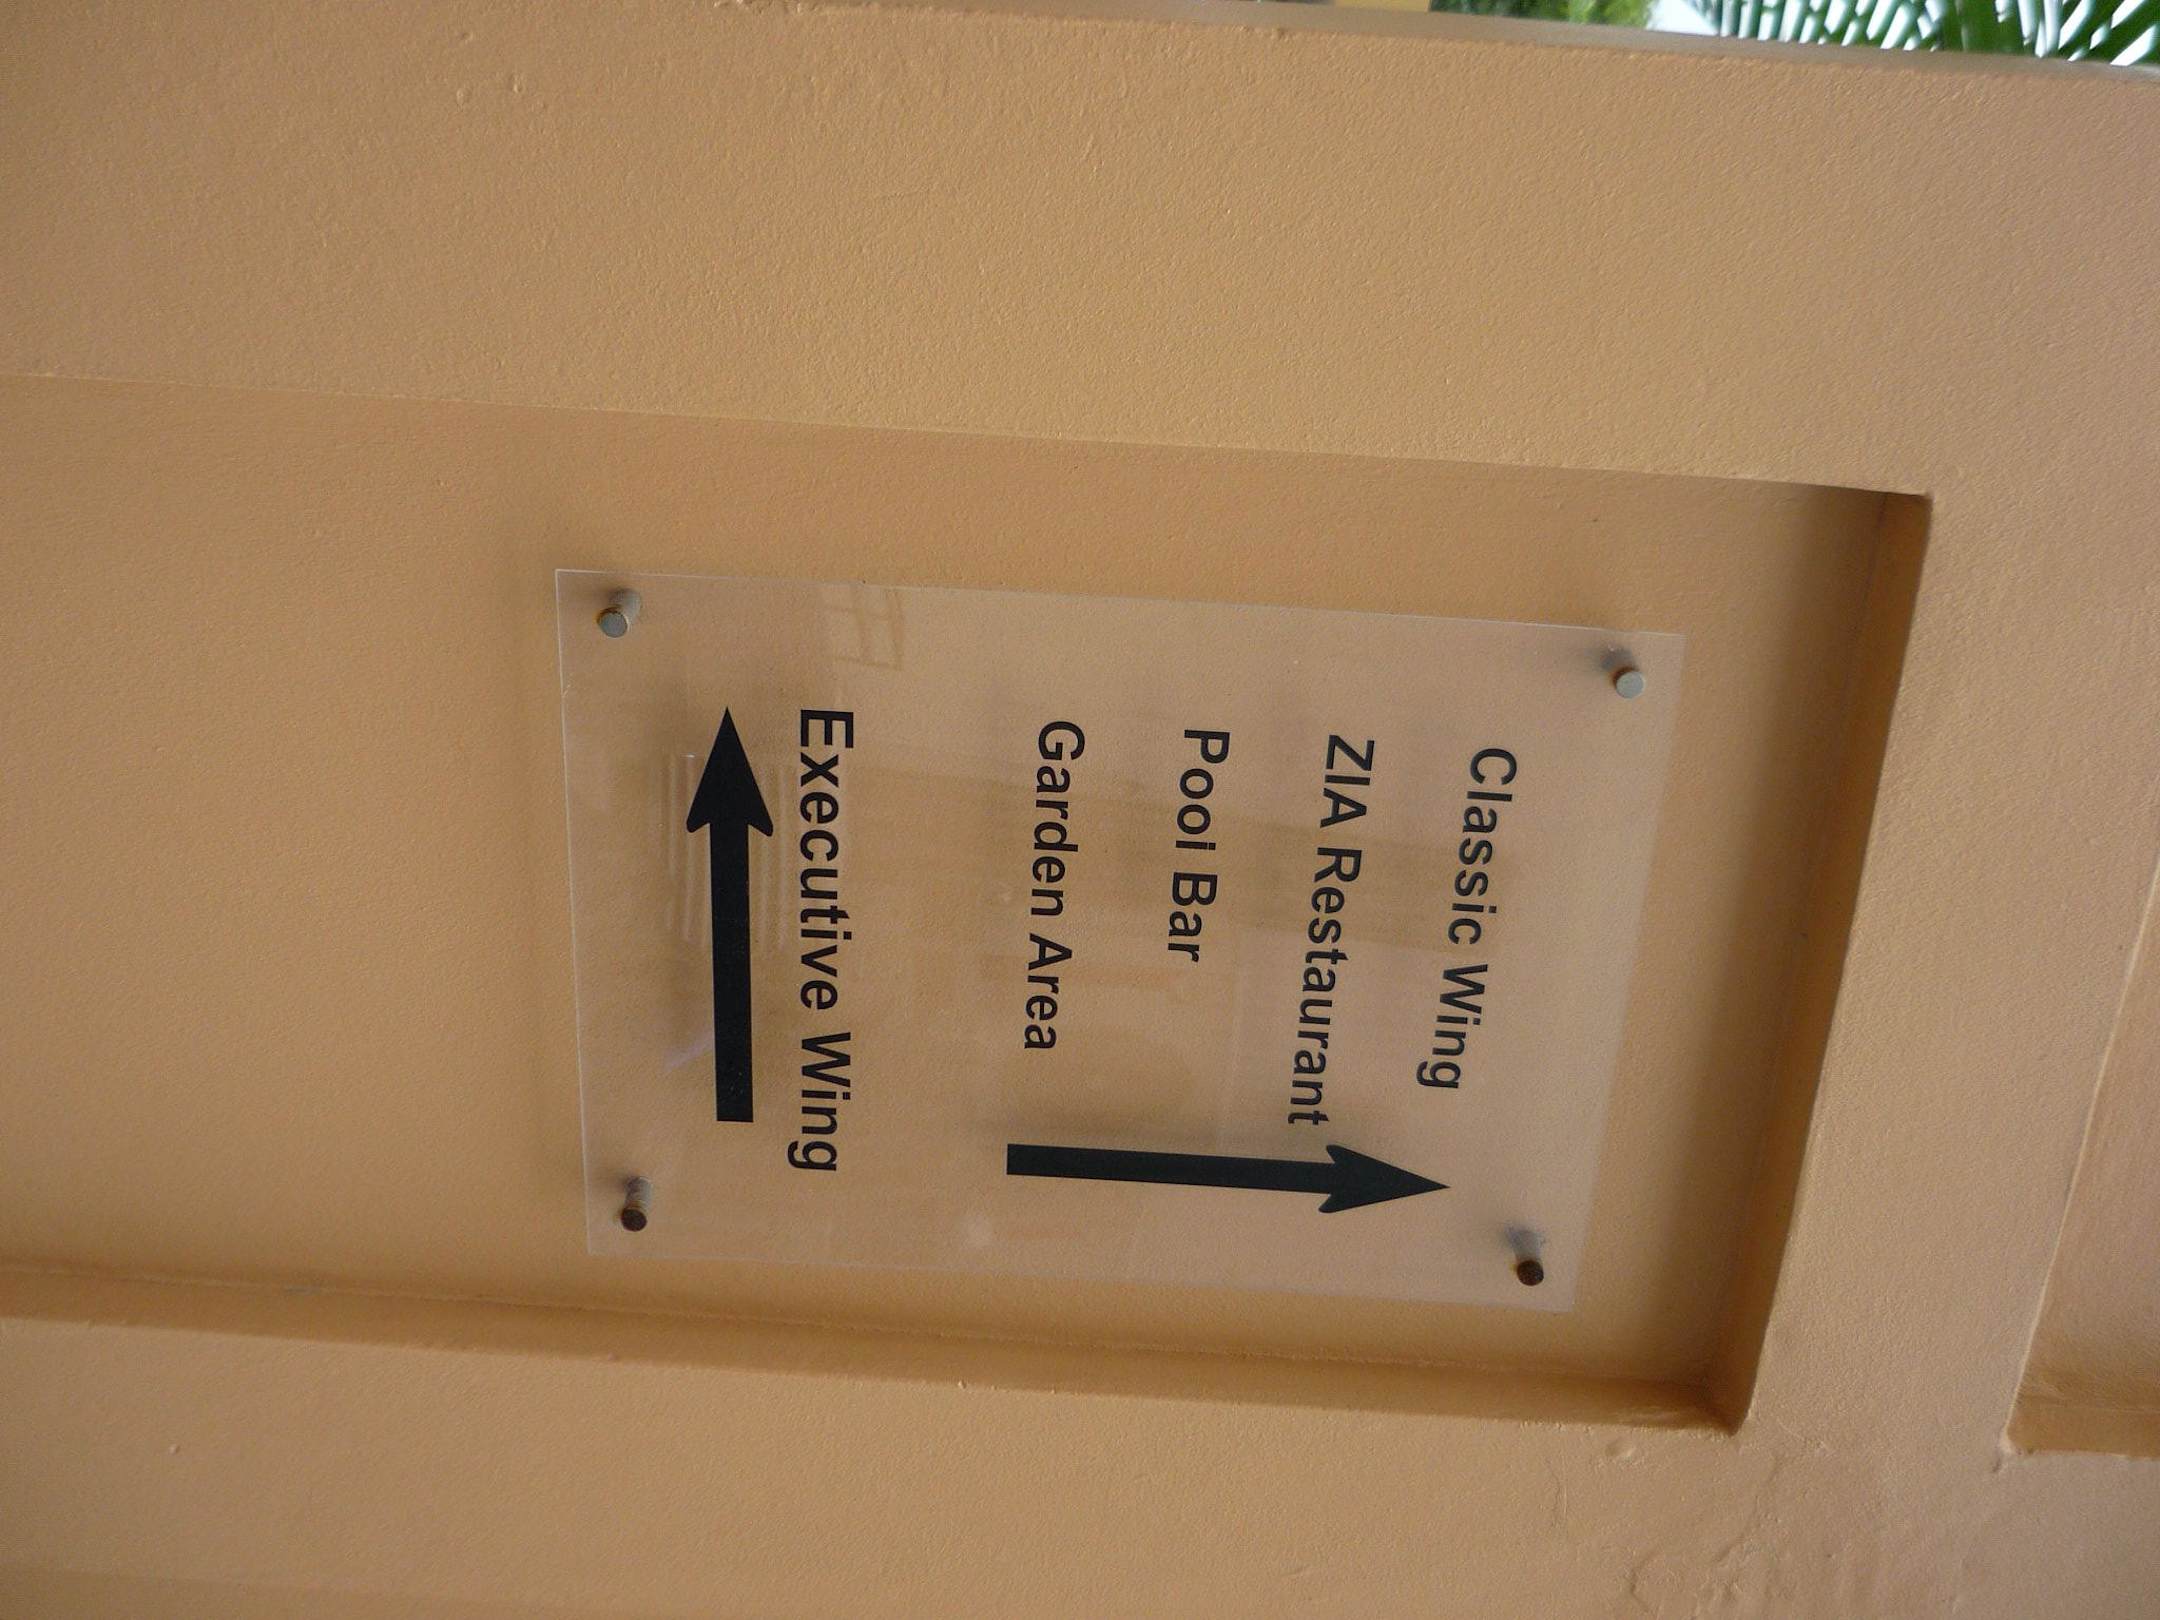 Classic Wing
ZIA Restaurant
Pooi Bar
Garden Area
Executive Wing